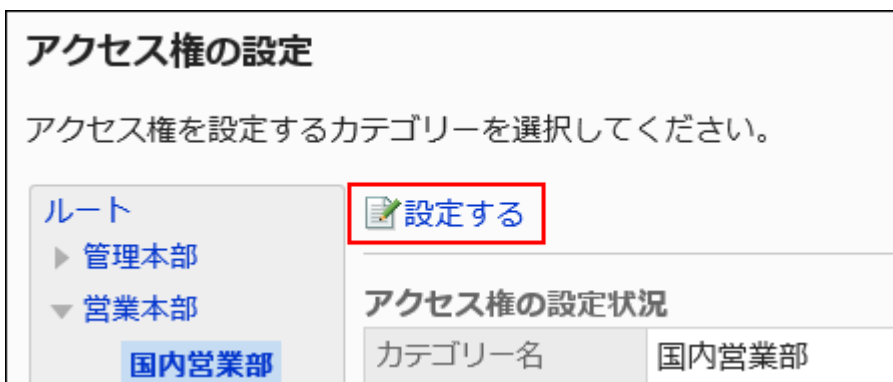 アクセス権の設定
アクセス権を設定するカテゴリーを選択してください。
ルート
管理本部
営業本部
国内営業部
設定する
アクセス権の設定状況
カテゴリー名 国内営業部